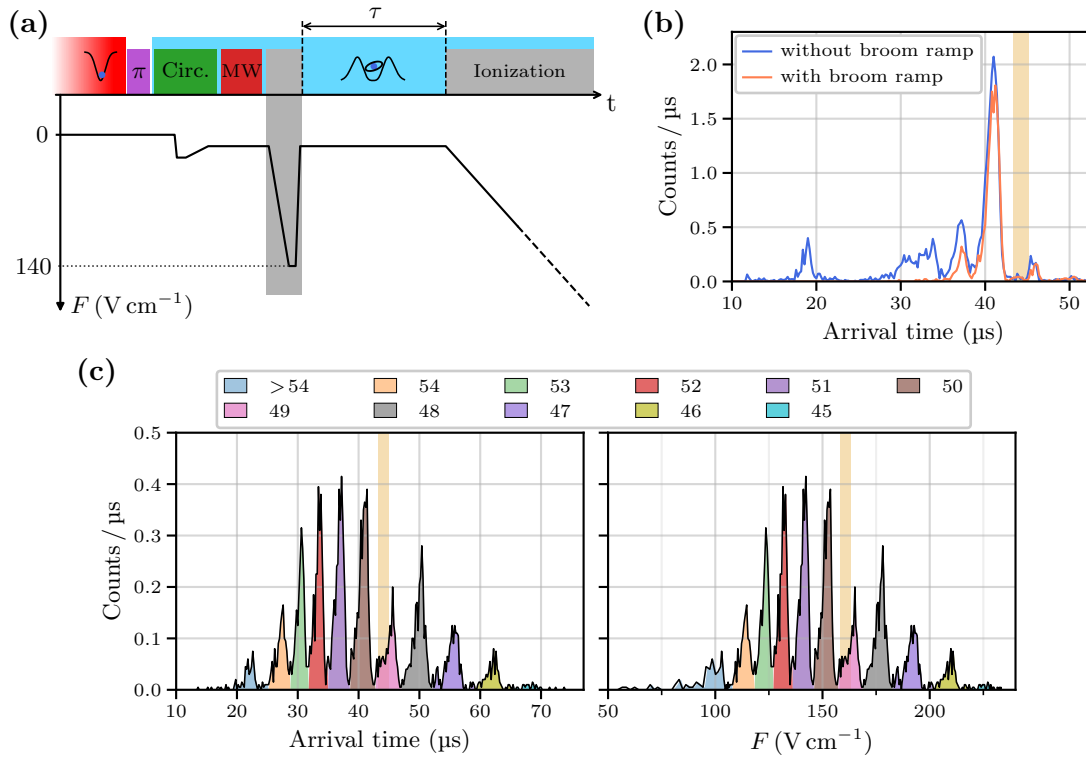 (a)
τ
π
Circ.
MW
Ionization
t
0
140
F (V cm⁻¹)
(b)
without broom ramp
with broom ramp
Counts / μs
2.0
1.5
1.0
0.5
0.0
10 20 30 40 50
Arrival time (μs)
(c)
>54 54 53 52 51 50
49 48 47 46 45
Counts / μs
0.5
0.4
0.3
0.2
0.1
0.0
10 20 30 40 50 60 70
Arrival time (μs)
50 100 150 200
F (V cm⁻¹)